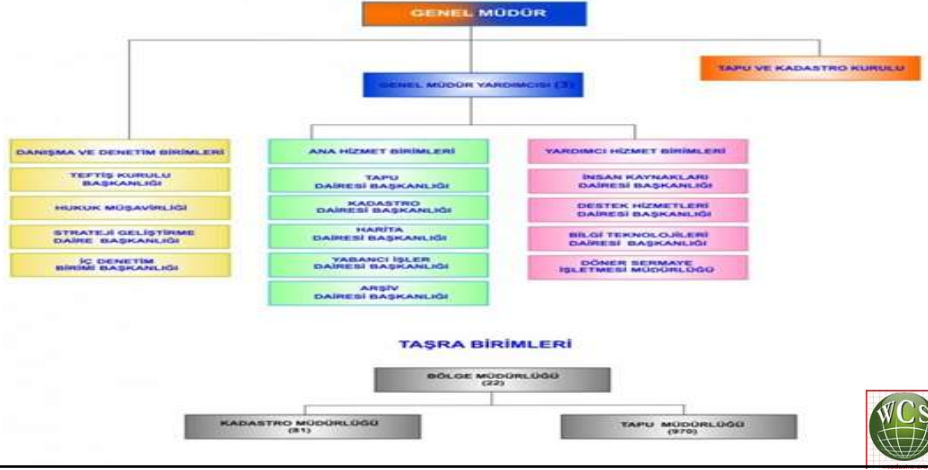 GENEL MÜDÜR
TAPU VE KADASTRO KURULU
GENEL MÜDÜR YARDIMCISI (3)
DANIŞMA VE DENETİM BİRİMLERİ
TEFTİŞ KURULU
BAŞKANLIĞI
HUKUK MÜŞAVİRLİĞİ
STRATEJİ GELİŞTİRME
DAİRE BAŞKANLIĞI
İÇ DENETİM
BİRİMİ BAŞKANLIĞI
ANA HİZMET BİRİMLERİ
TAPU
DAİRESİ BAŞKANLIĞI
KADASTRO
DAİRESİ BAŞKANLIĞI
HARİTA
DAİRESİ BAŞKANLIĞI
YABANCI İŞLER
DAİRESİ BAŞKANLIĞI
ARŞİV
DAİRESİ BAŞKANLIĞI
YARDIMCI HİZMET BİRİMLERİ
İNSAN KAYNAKLARI
DAİRESİ BAŞKANLIĞI
DESTEK HİZMETLERİ
DAİRESİ BAŞKANLIĞI
BİLGİ TEKNOLOJİLERİ
DAİRESİ BAŞKANLIĞI
DÖNER SERMAYE
İŞLETMESİ MÜDÜRLÜĞÜ
TAŞRA BİRİMLERİ
BÖLGE MÜDÜRLÜĞÜ
(22)
KADASTRO MÜDÜRLÜĞÜ
(81)
TAPU MÜDÜRLÜĞÜ
(970)
WCS